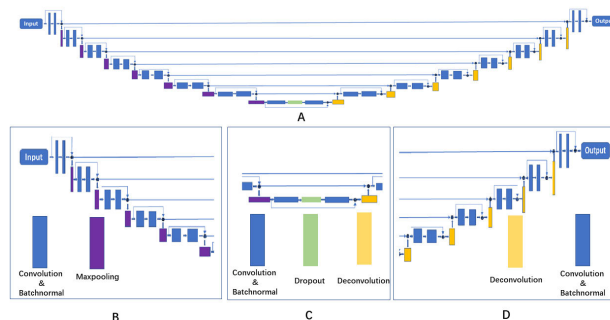 Input
Output
A
Input
Convolution
&
Batchnormal
Maxpooling
B
Convolution
&
Batchnormal
Dropout
Deconvolution
C
Output
Deconvolution
Convolution
&
Batchnormal
D